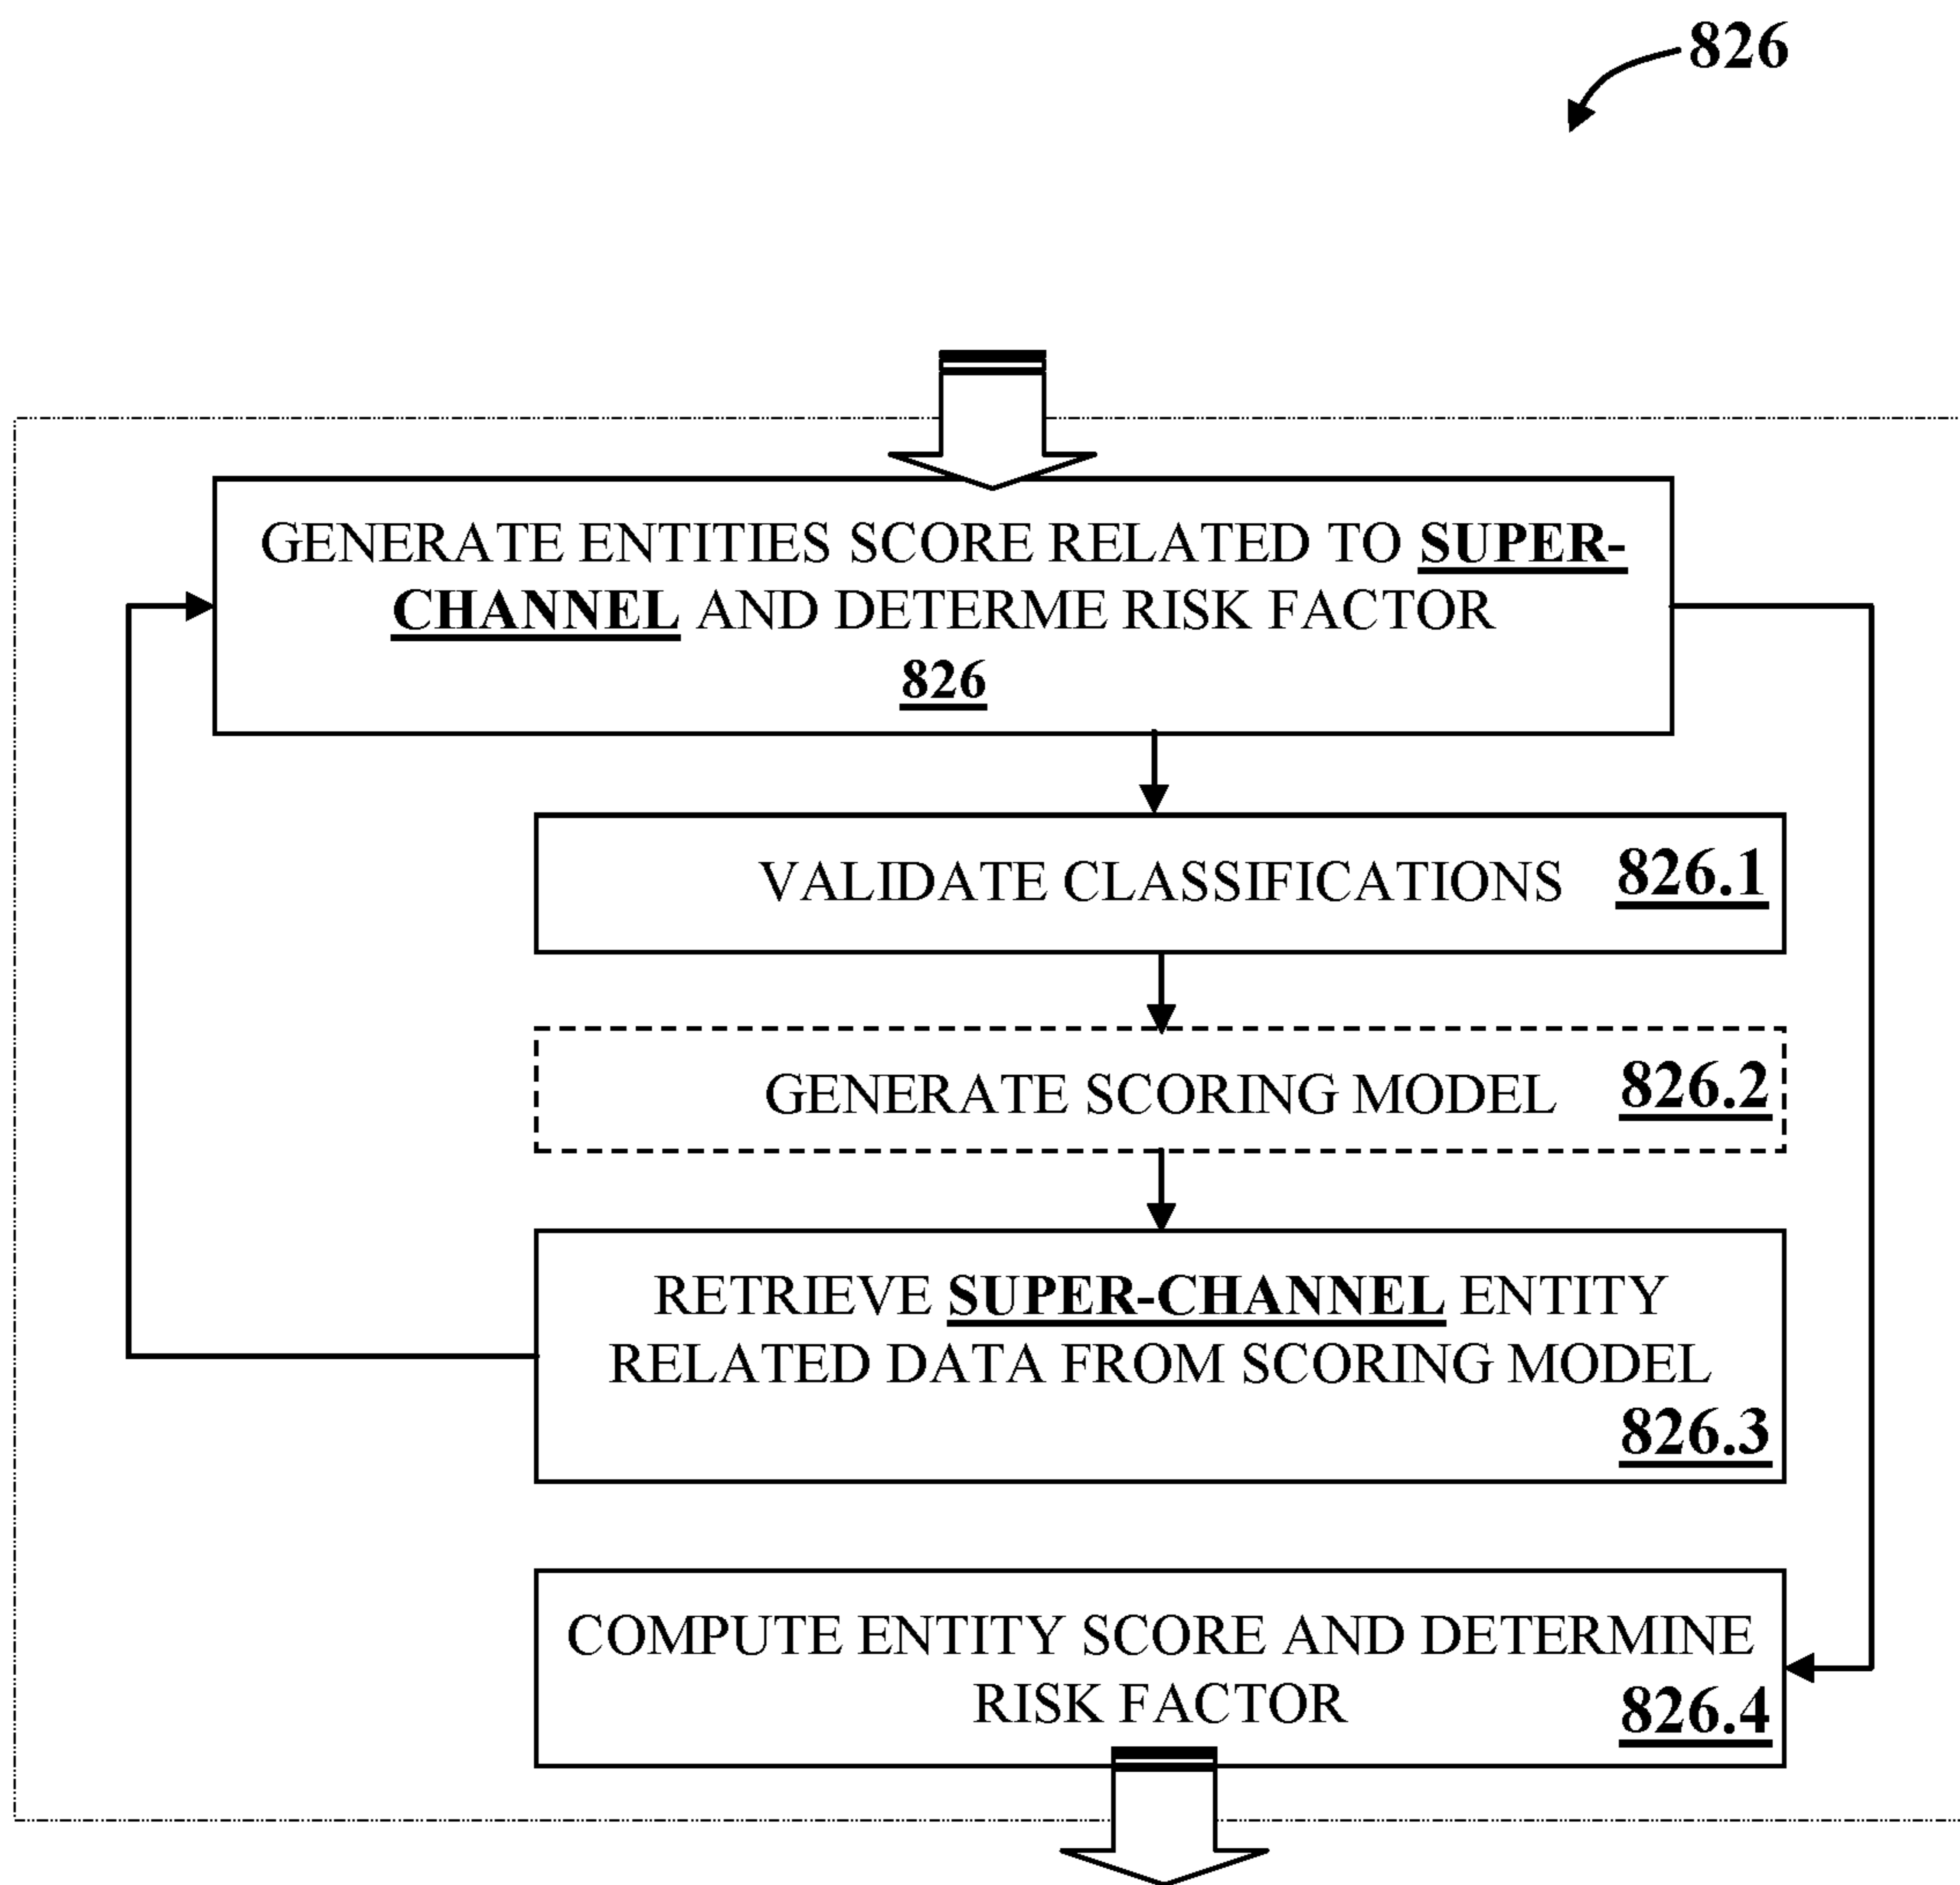 826
GENERATE ENTITIES SCORE RELATED TO SUPER-
CHANNEL AND DETERME RISK FACTOR
826
VALIDATE CLASSIFICATIONS 826.1
GENERATE SCORING MODEL 826.2
RETRIEVE SUPER-CHANNEL ENTITY
RELATED DATA FROM SCORING MODEL
826.3
COMPUTE ENTITY SCORE AND DETERMINE
RISK FACTOR 826.4